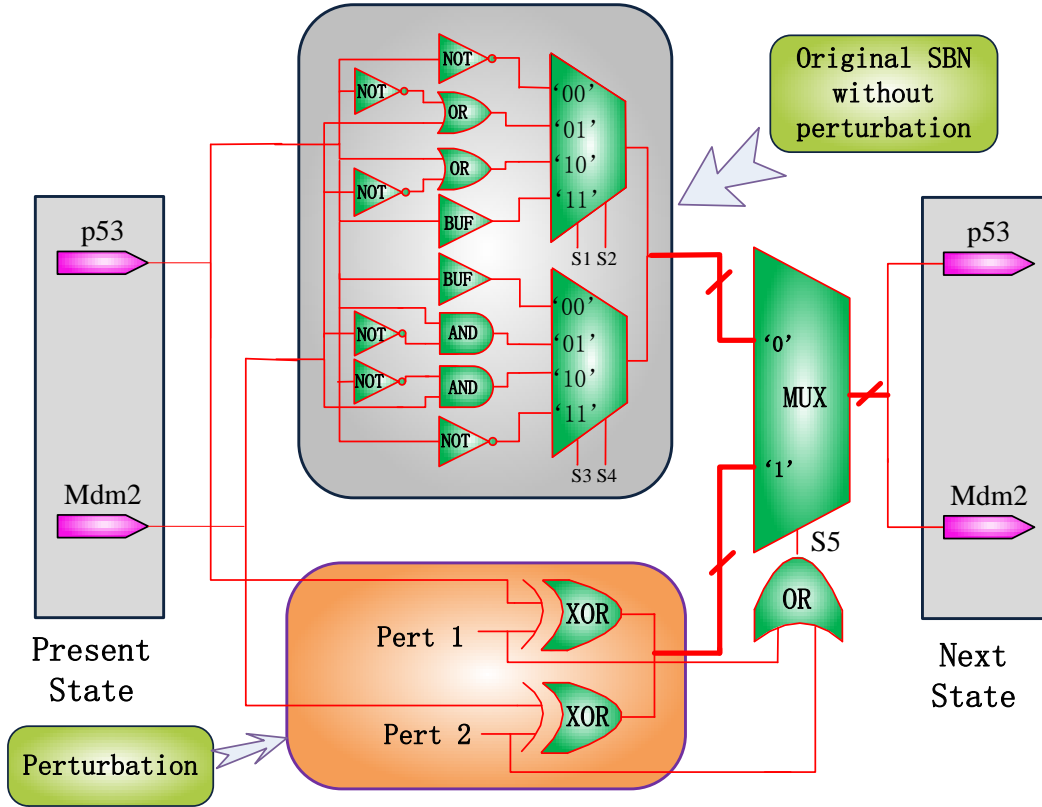 Original SBN
without
perturbation
NOT
NOT
OR
OR
NOT
BUF
'00'
'01'
'10'
'11'
S1 S2
BUF
NOT
AND
AND
NOT
NOT
'00'
'01'
'10'
'11'
S3 S4
p53
Mdm2
Present
State
'0'
MUX
'1'
S5
OR
p53
Mdm2
Next
State
XOR
Pert 1
XOR
Pert 2
Perturbation